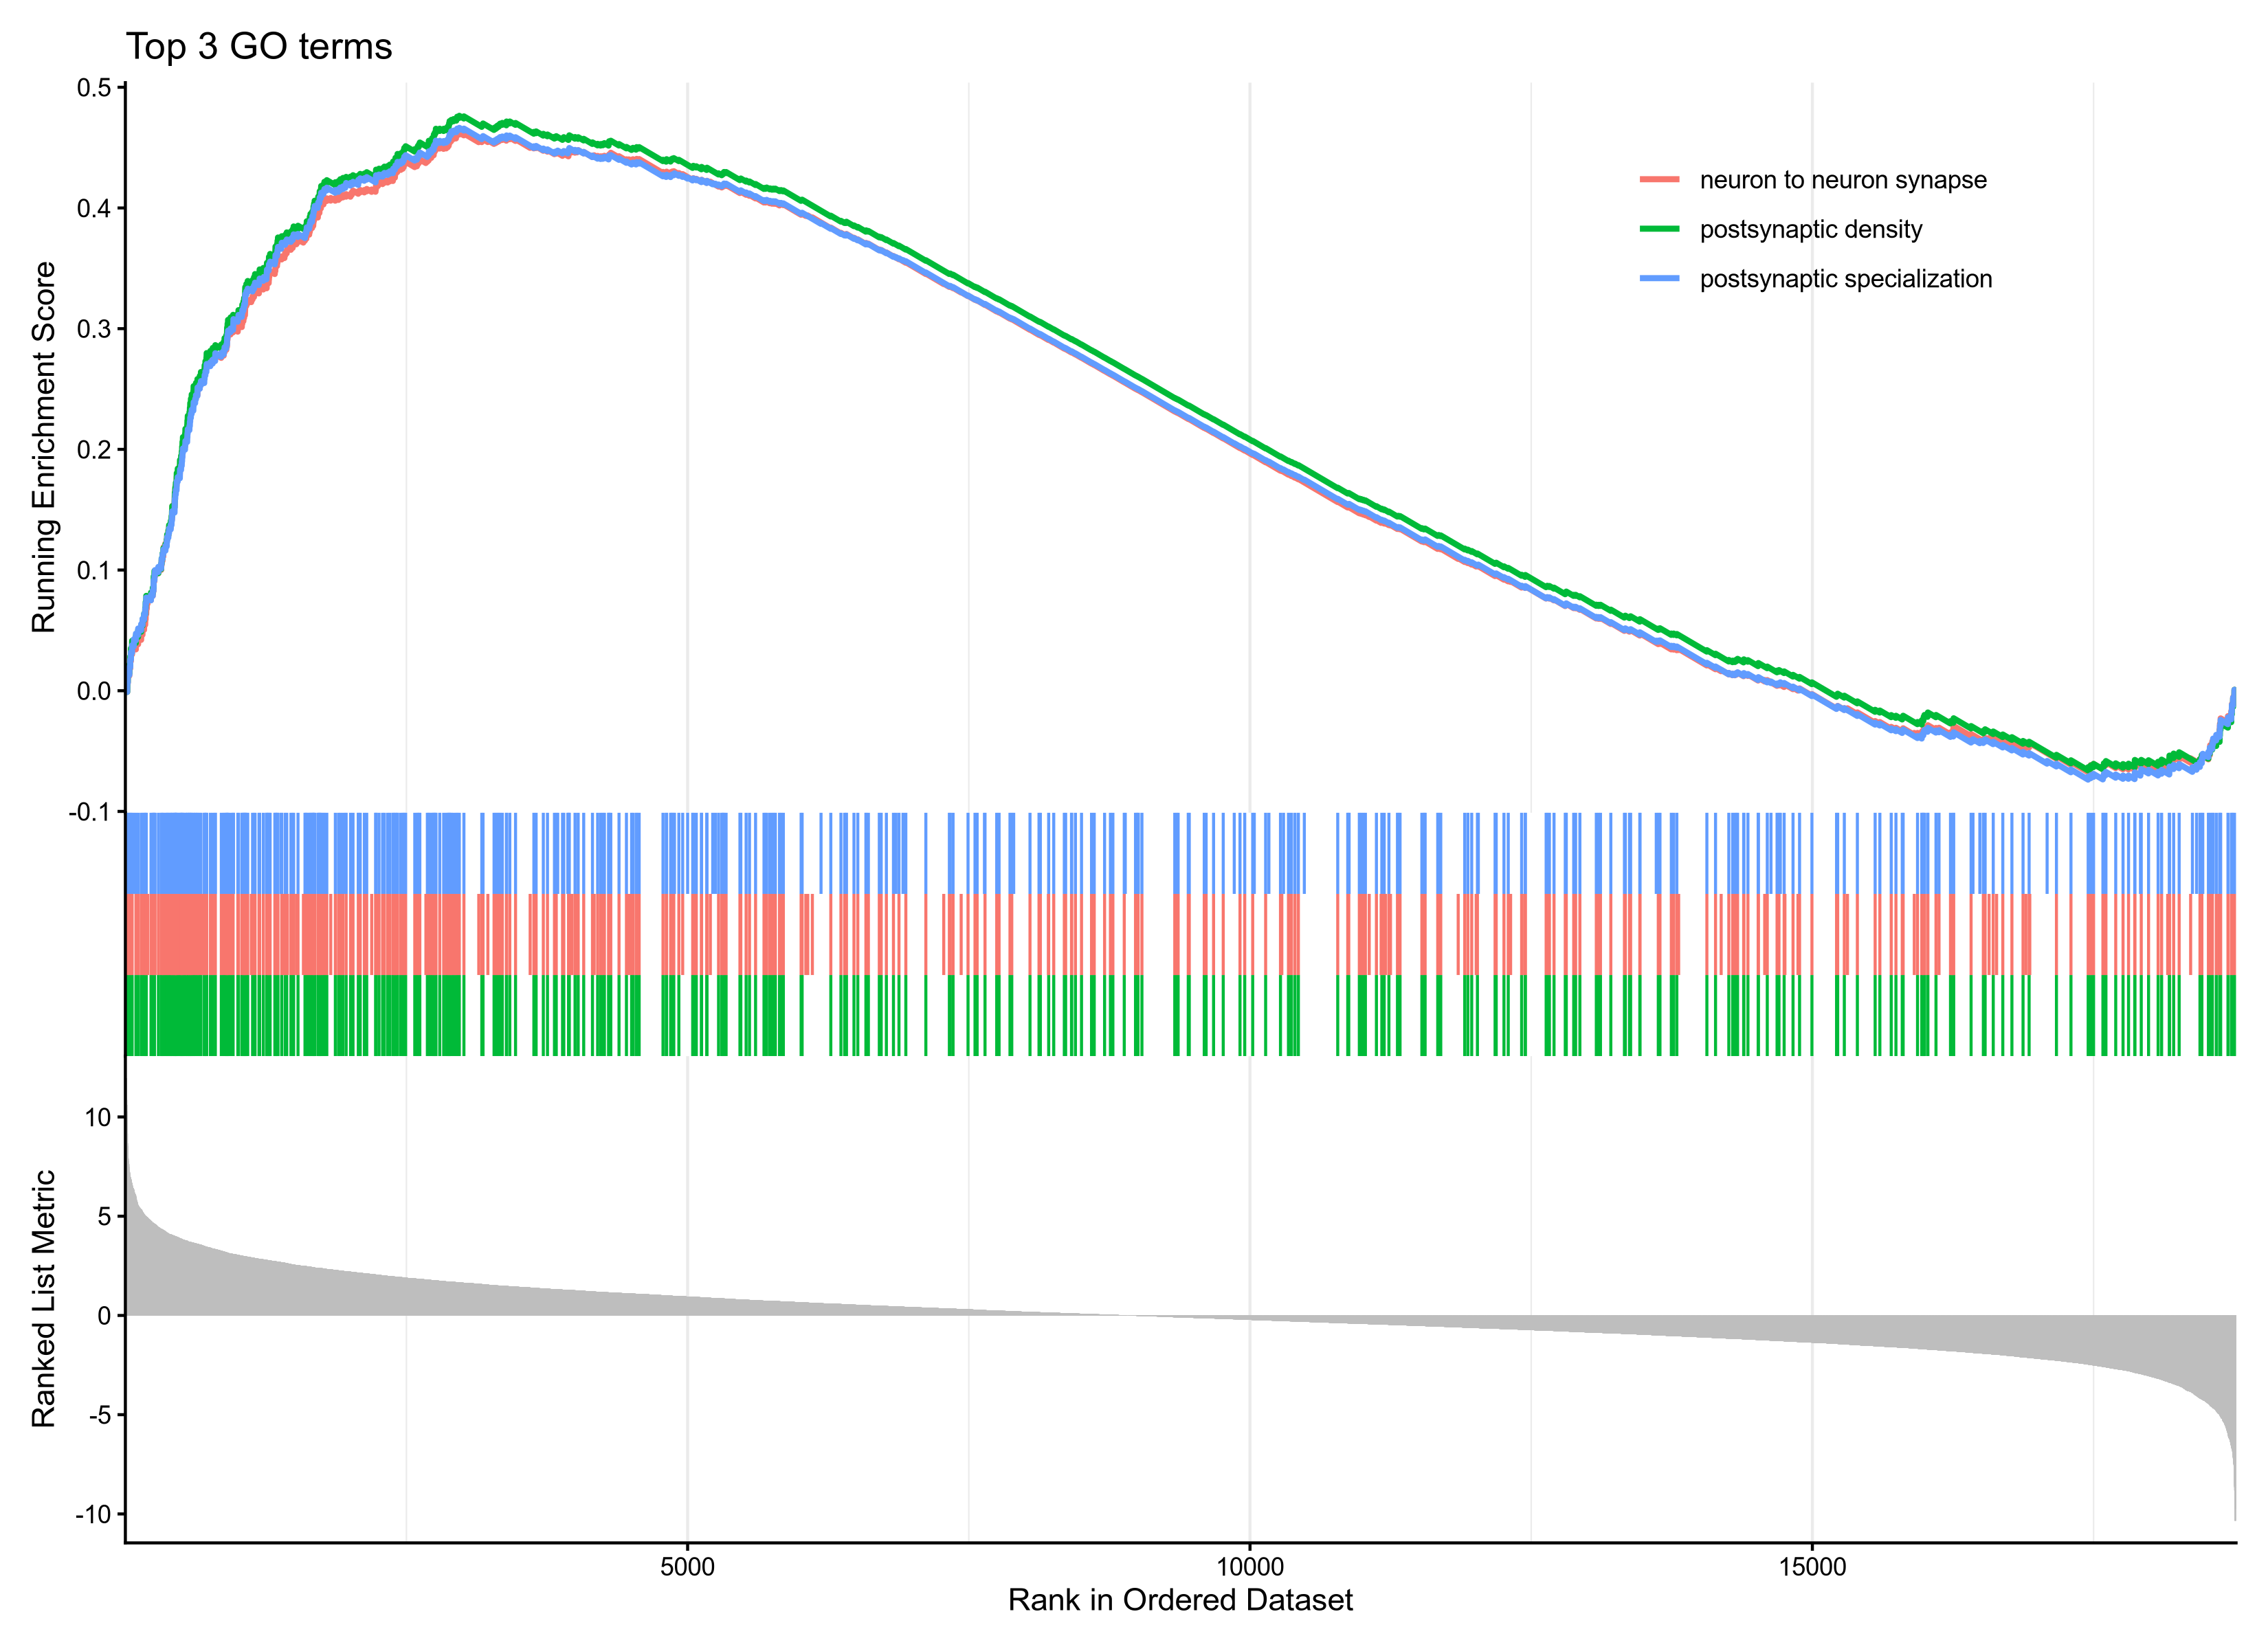 Top 3 GO terms
Running Enrichment Score
0.5
0.4
0.3
0.2
0.1
0.0
-0.1
neuron to neuron synapse
postsynaptic density
postsynaptic specialization
Ranked List Metric
10
5
0
-5
-10
5000 10000 15000
Rank in Ordered Dataset